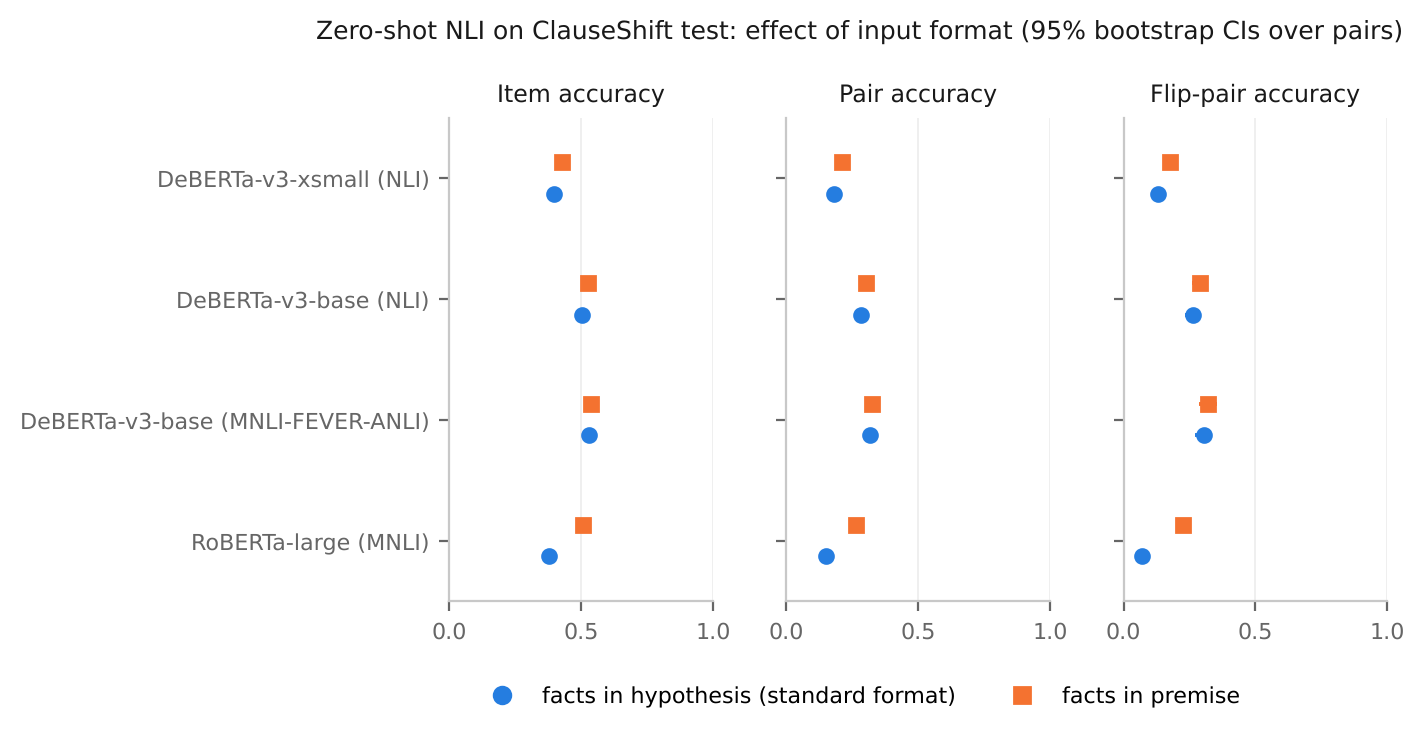 Zero-shot NLI on ClauseShift test: effect of input format (95% bootstrap CIs over pairs)
Item accuracy
Pair accuracy
Flip-pair accuracy
DeBERTa-v3-xsmall (NLI)
DeBERTa-v3-base (NLI)
DeBERTa-v3-base (MNLI-FEVER-ANLI)
RoBERTa-large (MNLI)
0.0 0.5 1.0
0.0 0.5 1.0
0.0 0.5 1.0
facts in hypothesis (standard format)
facts in premise